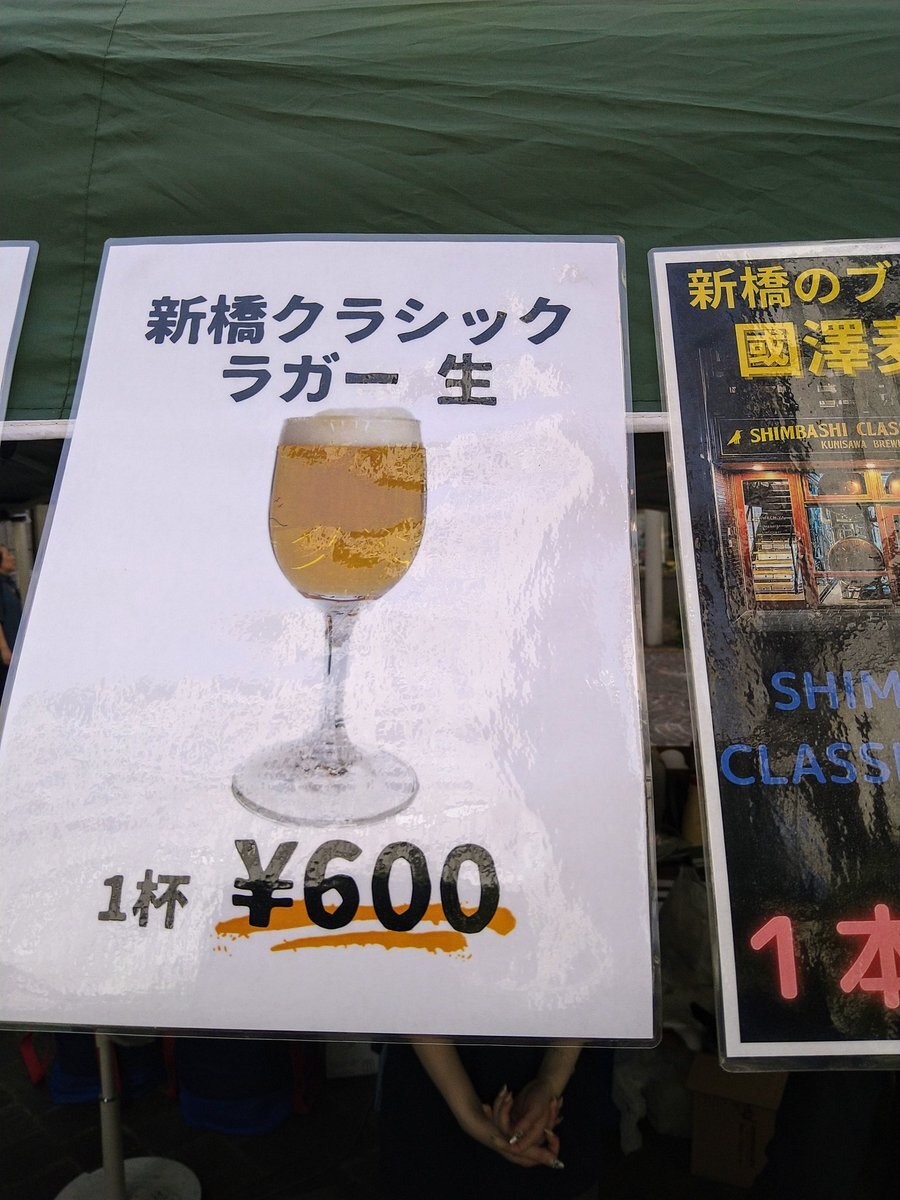 新橋クラシック
ラガー 生
1杯 ¥600
新橋のブ
國澤麦
SHIMBASHI CLAS
KUNISAWA BREW
SHIM
CLASS
1本